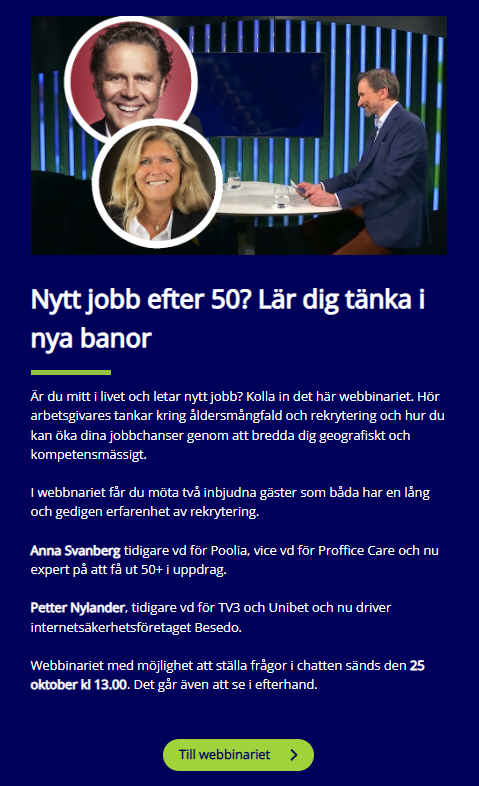 Nytt jobb efter 50? Lär dig tänka i
nya banor
Är du mitt i livet och letar nytt jobb? Kolla in det här webbinariet. Hör
arbetsgivares tankar kring åldersmångfald och rekrytering och hur du
kan öka dina jobbchanser genom att bredda dig geografiskt och
kompetensmässigt.
I webbnariet får du möta två inbjudna gäster som båda har en lång
och gedigen erfarenhet av rekrytering.
Anna Svanberg tidigare vd för Poolia, vice vd för Proffice Care och nu
expert på att få ut 50+ i uppdrag.
Petter Nylander, tidigare vd för TV3 och Unibet och nu driver
internetsäkerhetsföretaget Besedo.
Webbinariet med möjlighet att ställa frågor i chatten sänds den 25
oktober kl 13.00. Det går även att se i efterhand.
Till webbinariet